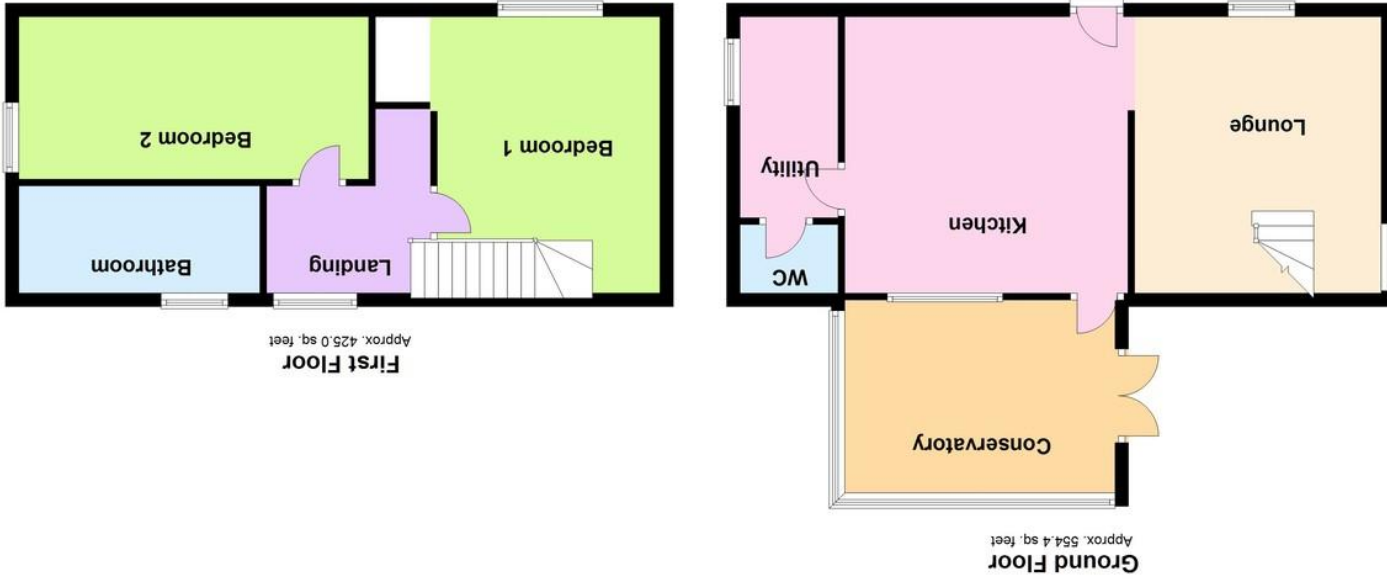 Ground Floor
Approx. 554.4 sq. feet
Conservatory
WC
Kitchen
Utility
Lounge
First Floor
Approx. 425.0 sq. feet
Landing
Bathroom
Bedroom 1
Bedroom 2